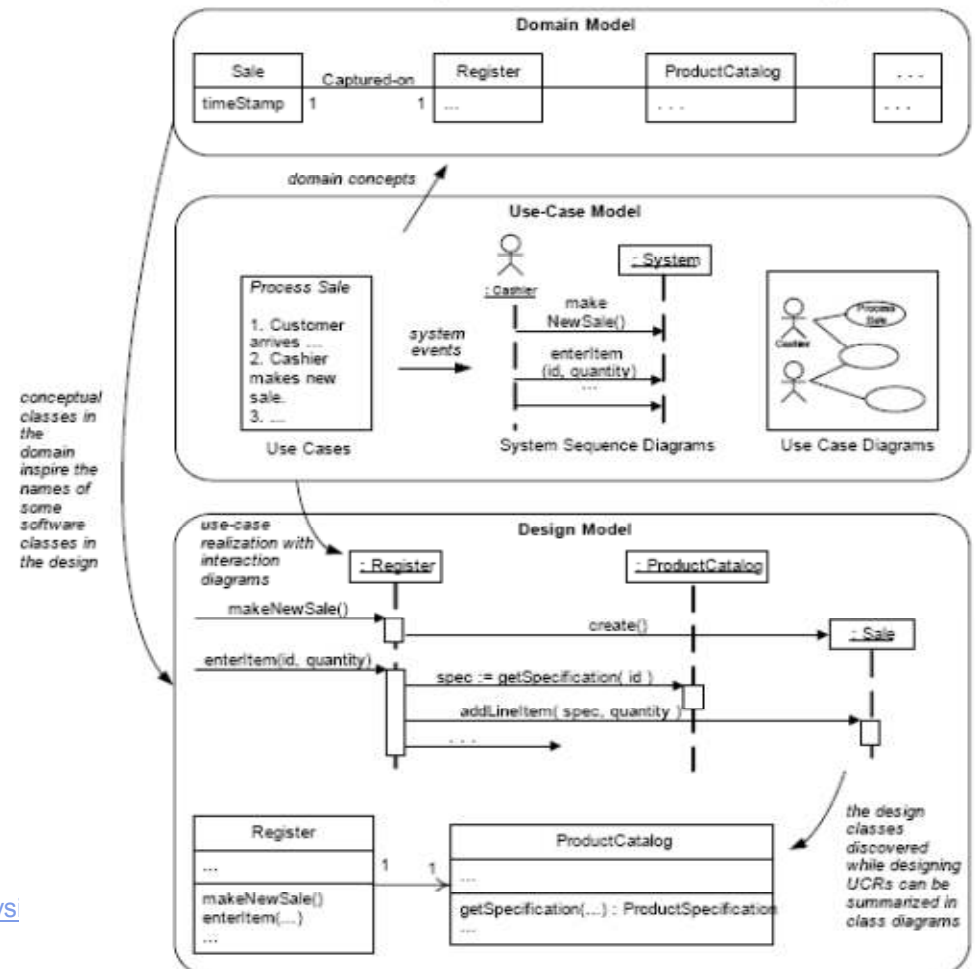 Domain Model
Sale
Captured-on
Register
ProductCatalog
. . .
timeStamp
1
1
...
. . .
. . .
domain concepts
Use-Case Model
Process Sale
1. Customer
arrives ...
2. Cashier
makes new
sale.
3. ...
Use Cases
system
events
: Cashier
: System
make
NewSale()
enterItem
(id, quantity)
...
System Sequence Diagrams
Process
Sale
Cashier
Use Case Diagrams
conceptual
classes in
the
domain
inspire the
names of
some
software
classes in
the design
Design Model
use-case
realization with
interaction
diagrams
: Register
: ProductCatalog
makeNewSale()
create()
: Sale
enterItem(id, quantity)
spec := getSpecification( id )
addLineItem( spec, quantity )
. . .
the design
classes
discovered
while designing
UCRs can be
summarized in
class diagrams
Register
...
makeNewSale()
enterItem(...)
...
1
1
ProductCatalog
...
getSpecification(...) : ProductSpecification
...
ys